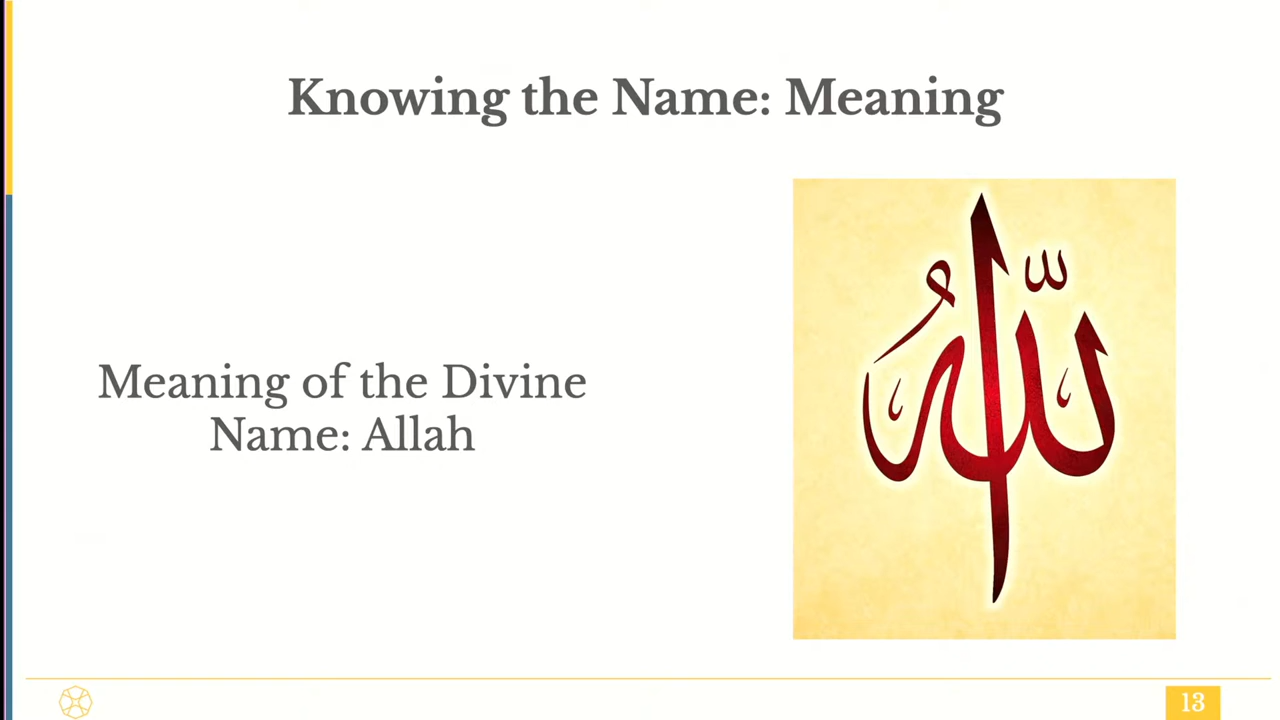 Knowing the Name: Meaning
Meaning of the Divine
Name: Allah
الله
13